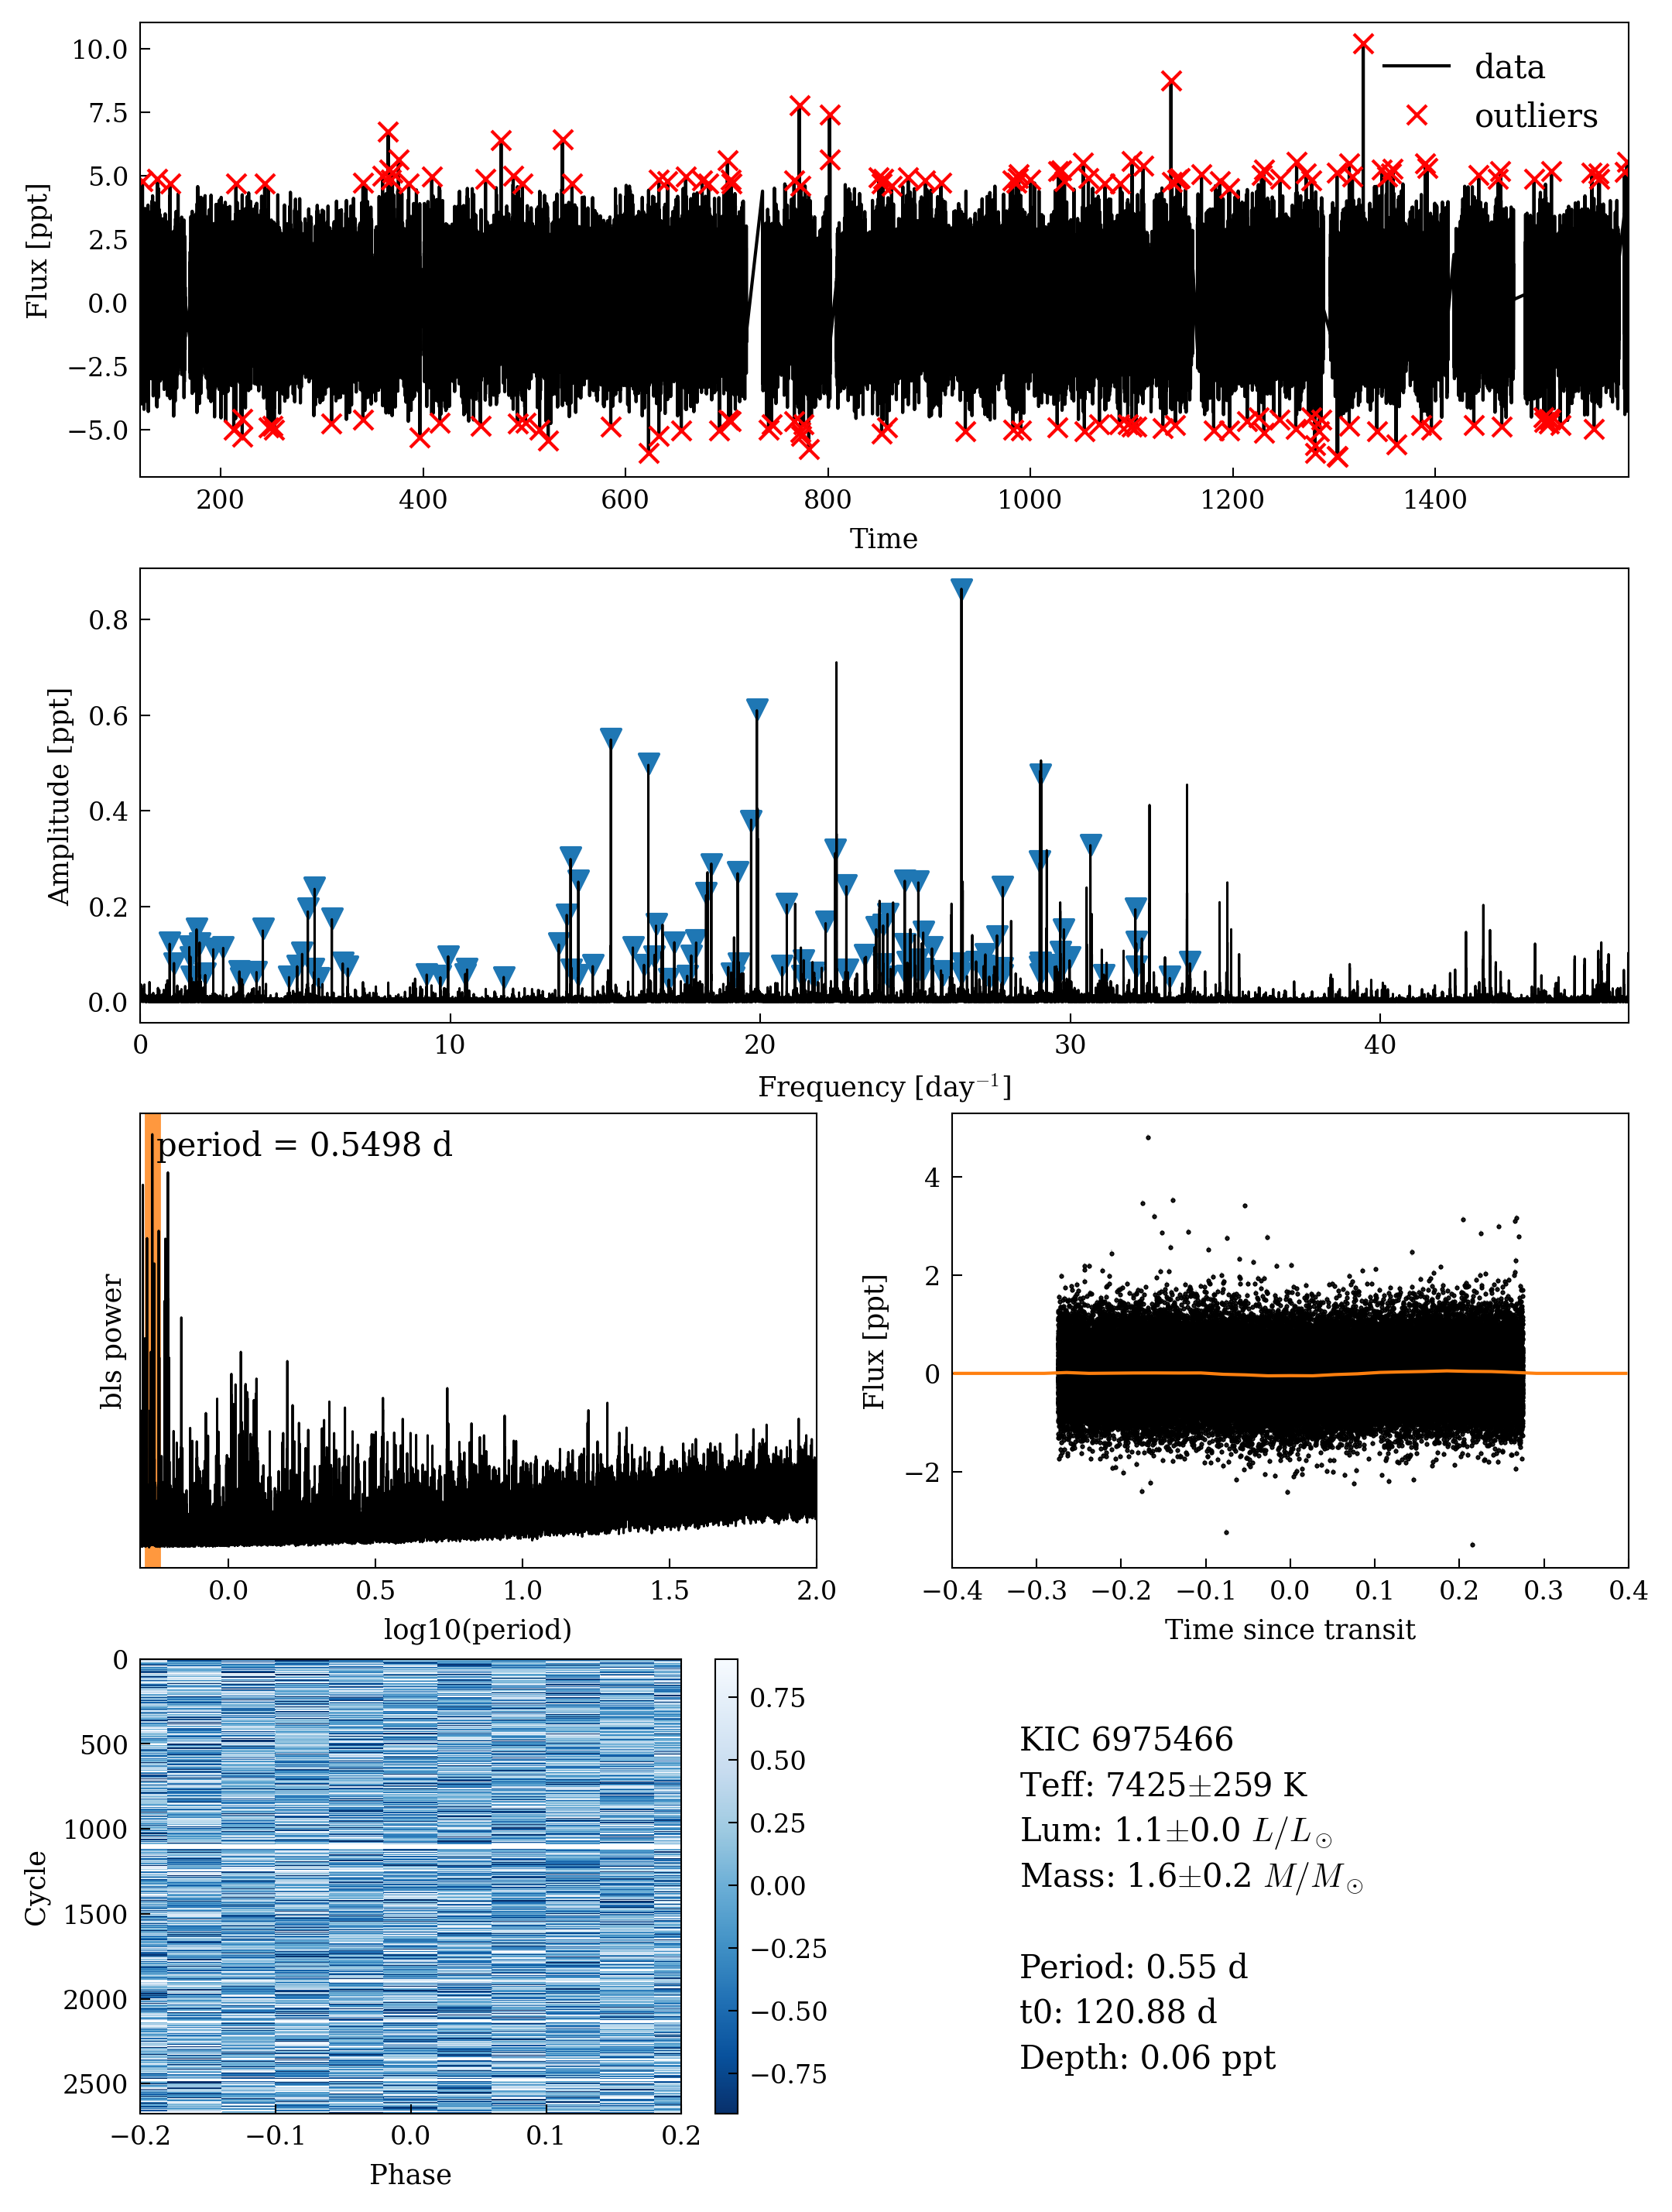 10.0
7.5
5.0
2.5
0.0
−2.5
−5.0
Flux [ppt]
data
outliers
200 400 600 800 1000 1200 1400
Time
0.8
0.6
0.4
0.2
0.0
Amplitude [ppt]
0 10 20 30 40
Frequency [day⁻¹]
period = 0.5498 d
bls power
0.0 0.5 1.0 1.5 2.0
log10(period)
4
2
0
−2
Flux [ppt]
−0.4 −0.3 −0.2 −0.1 0.0 0.1 0.2 0.3 0.4
Time since transit
0
500
1000
1500
2000
2500
Cycle
−0.2 −0.1 0.0 0.1 0.2
Phase
0.75
0.50
0.25
0.00
−0.25
−0.50
−0.75
KIC 6975466
Teff: 7425±259 K
Lum: 1.1±0.0 L/L⊙
Mass: 1.6±0.2 M/M⊙
Period: 0.55 d
t0: 120.88 d
Depth: 0.06 ppt